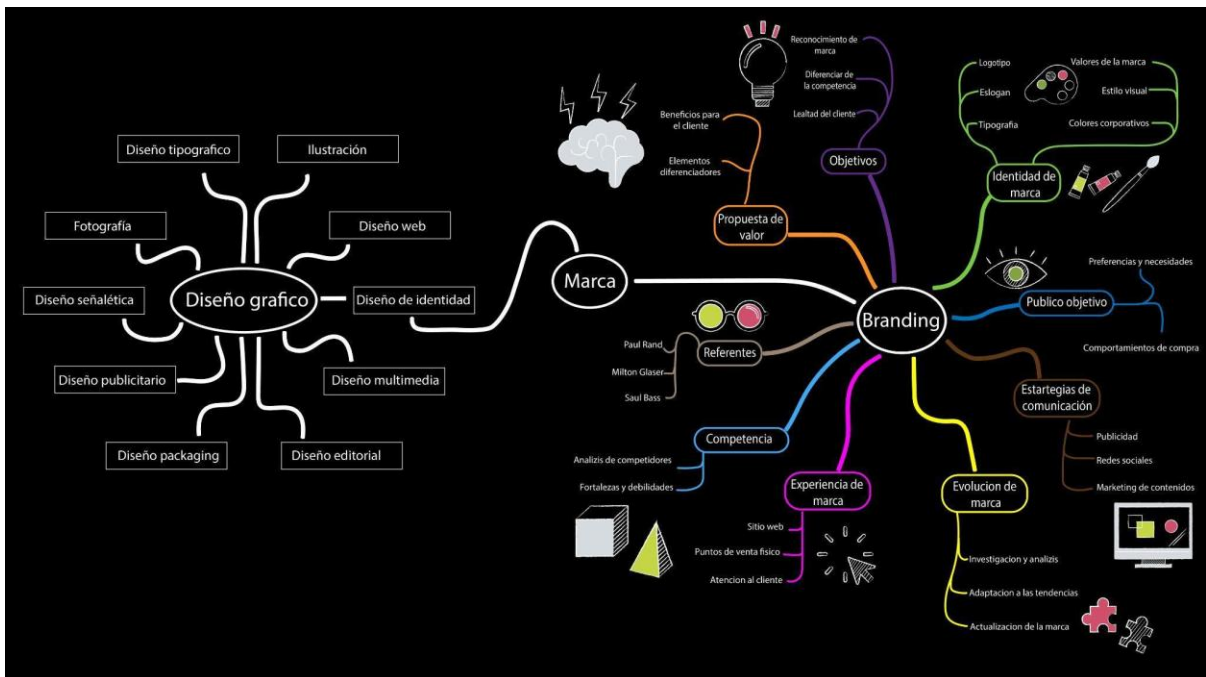 Diseño tipografico
Ilustración
Fotografía
Diseño web
Diseño señalética
Diseño grafico
Diseño de identidad
Diseño publicitario
Diseño multimedia
Diseño packaging
Diseño editorial
Marca
Branding
Propuesta de
valor
Beneficios para
el cliente
Elementos
diferenciadores
Objetivos
Reconocimiento de
marca
Diferenciar de
la competencia
Lealtad del cliente
Identidad de
marca
Logotipo
Eslogan
Tipografia
Valores de la marca
Estilo visual
Colores corporativos
Publico objetivo
Preferencias y necesidades
Comportamientos de compra
Referentes
Paul Rand
Milton Glaser
Saul Bass
Estartegias de
comunicación
Publicidad
Redes sociales
Marketing de contenidos
Competencia
Analizis de competidores
Fortalezas y debilidades
Experiencia de
marca
Sitio web
Puntos de venta fisico
Atencion al cliente
Evolucion de
marca
Investigacion y analizis
Adaptacion a las tendencias
Actualizacion de la marca